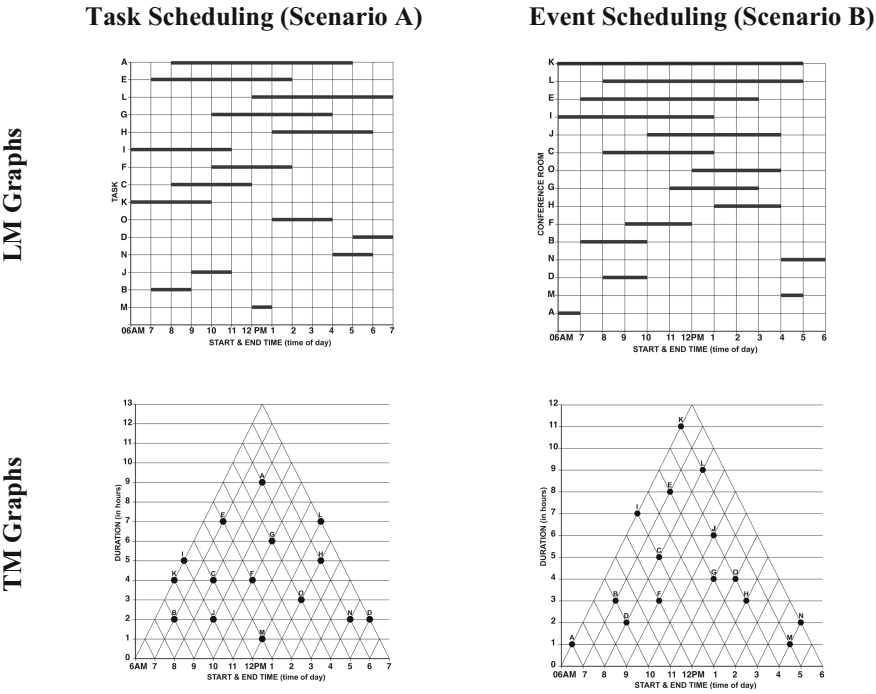 Task Scheduling (Scenario A)
Event Scheduling (Scenario B)
LM Graphs
TASK
A
E
L
G
H
I
F
C
K
O
D
N
J
B
M
06AM 7 8 9 10 11 12 PM 1 2 3 4 5 6 7
START & END TIME (time of day)
CONFERENCE ROOM
K
L
E
I
J
C
O
G
H
F
B
N
D
M
A
06AM 7 8 9 10 11 12PM 1 2 3 4 5 6
START & END TIME (time of day)
TM Graphs
DURATION (in hours)
13
12
11
10
9
8
7
6
5
4
3
2
1
0
A
E L
G
I H
K C F
O
B J N D
M
6AM 7 8 9 10 11 12PM 1 2 3 4 5 6 7
START & END TIME (time of day)
DURATION (in hours)
12
11
10
9
8
7
6
5
4
3
2
1
0
K
L
E
I
J
C
G O
B F H
D N
A M
06AM 7 8 9 10 11 12PM 1 2 3 4 5 6
START & END TIME (time of day)